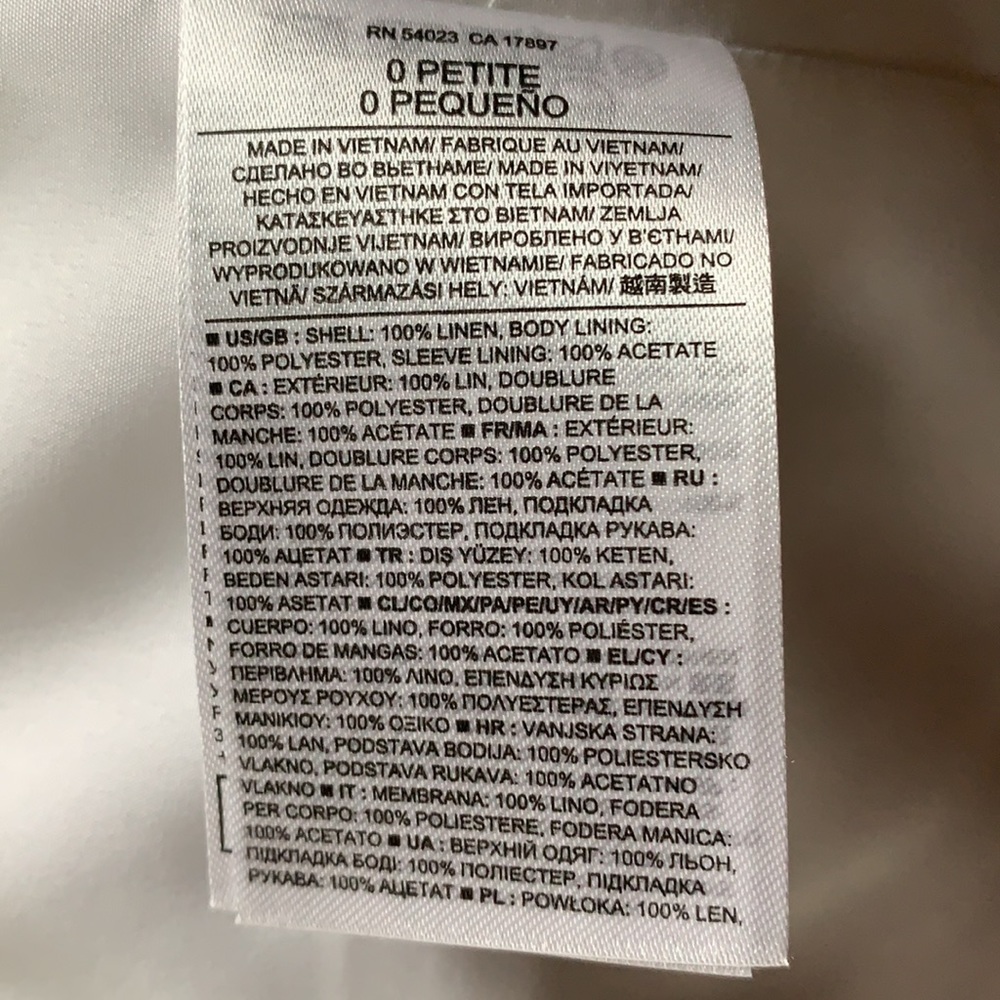 RN 54023 CA 17897
0 PETITE
0 PEQUEÑO
MADE IN VIETNAM/ FABRIQUE AU VIETNAM/
СДЕЛАНО ВО ВЬЕТНАМЕ/ MADE IN VIYETNAM/
HECHO EN VIETNAM CON TELA IMPORTADA/
ΚΑΤΑΣΚΕΥΑΣΤΗΚΕ ΣΤΟ ΒΙΕΤΝΑΜ/ ZEMLJA
PROIZVODNJE VIJETNAM/ ВИРОБЛЕНО У В'ЄТНАМІ/
WYPRODUKOWANO W WIETNAMIE/ FABRICADO NO
VIETNÃ/ SZÁRMAZÁSI HELY: VIETNÁM/ 越南製造
■ US/GB : SHELL: 100% LINEN, BODY LINING:
100% POLYESTER, SLEEVE LINING: 100% ACETATE
■ CA : EXTÉRIEUR: 100% LIN, DOUBLURE
CORPS: 100% POLYESTER, DOUBLURE DE LA
MANCHE: 100% ACÉTATE ■ FR/MA : EXTÉRIEUR:
100% LIN, DOUBLURE CORPS: 100% POLYESTER,
DOUBLURE DE LA MANCHE: 100% ACÉTATE ■ RU :
ВЕРХНЯЯ ОДЕЖДА: 100% ЛЕН, ПОДКЛАДКА
БОДИ: 100% ПОЛИЭСТЕР, ПОДКЛАДКА РУКАВА:
100% АЦЕТАТ ■ TR : DIŞ YÜZEY: 100% KETEN,
BEDEN ASTARI: 100% POLYESTER, KOL ASTARI:
100% ASETAT ■ CL/CO/MX/PA/PE/UY/AR/PY/CR/ES :
CUERPO: 100% LINO, FORRO: 100% POLIÉSTER,
FORRO DE MANGAS: 100% ACETATO ■ EL/CY :
ΠΕΡΙΒΛΗΜΑ: 100% ΛΙΝΟ, ΕΠΕΝΔΥΣΗ ΚΥΡΙΩΣ
ΜΕΡΟΥΣ ΡΟΥΧΟΥ: 100% ΠΟΛΥΕΣΤΕΡΑΣ, ΕΠΕΝΔΥΣΗ
ΜΑΝΙΚΙΟΥ: 100% ΟΞΙΚΟ ■ HR : VANJSKA STRANA:
100% LAN, PODSTAVA BODIJA: 100% POLIESTERSKO
VLAKNO, PODSTAVA RUKAVA: 100% ACETATNO
VLAKNO ■ IT : MEMBRANA: 100% LINO, FODERA
PER CORPO: 100% POLIESTERE, FODERA MANICA:
100% ACETATO ■ UA : ВЕРХНІЙ ОДЯГ: 100% ЛЬОН,
ПІДКЛАДКА БОДІ: 100% ПОЛІЕСТЕР, ПІДКЛАДКА
РУКАВА: 100% АЦЕТАТ ■ PL : POWŁOKA: 100% LEN,